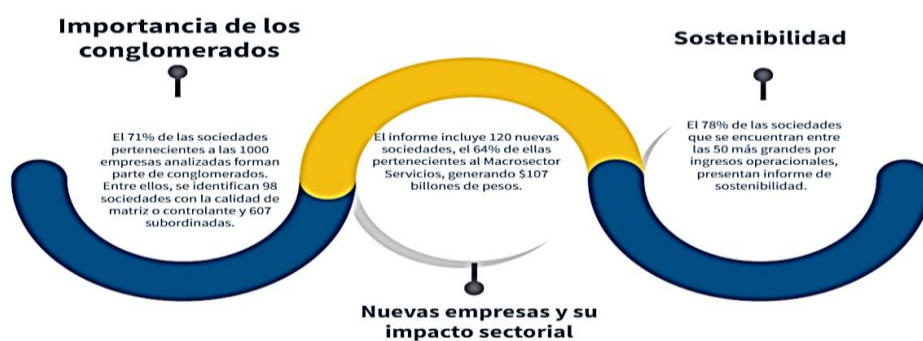 Importancia de los
conglomerados
El 71% de las sociedades
pertenecientes a las 1000
empresas analizadas forman
parte de conglomerados.
Entre ellos, se identifican 98
sociedades con la calidad de
matriz o controlante y 607
subordinadas.
El informe incluye 120 nuevas
sociedades, el 64% de ellas
pertenecientes al Macrosector
Servicios, generando $107
billones de pesos.
Nuevas empresas y su
impacto sectorial
Sostenibilidad
El 78% de las sociedades
que se encuentran entre
las 50 más grandes por
ingresos operacionales,
presentan informe de
sostenibilidad.